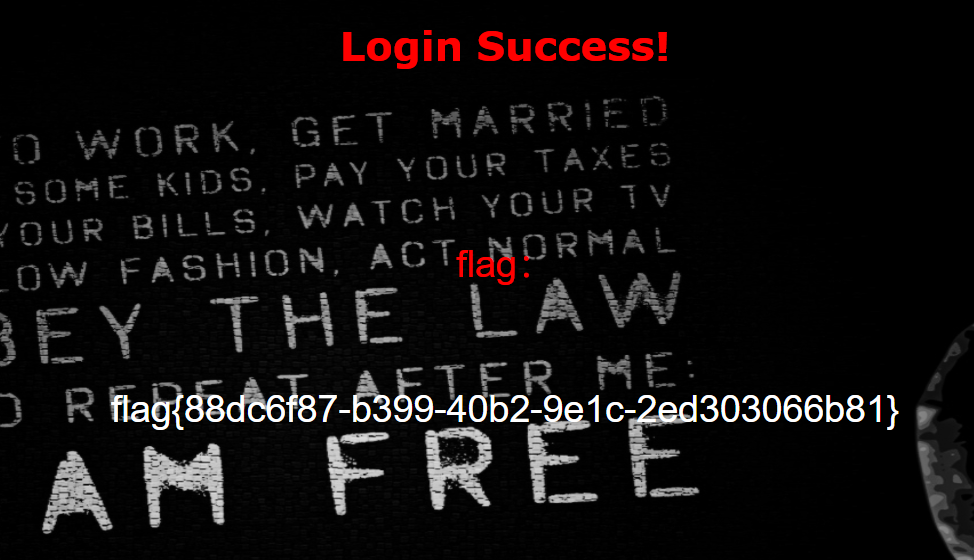 Login Success!
O WORK, GET MARRIED
SOME KIDS, PAY YOUR TAXES
YOUR BILLS, WATCH YOUR TV
LOW FASHION, ACT NORMAL
flag:
BEY THE LAW
D REPEAT AFTER ME:
flag{88dc6f87-b399-40b2-9e1c-2ed303066b81}
AM FREE